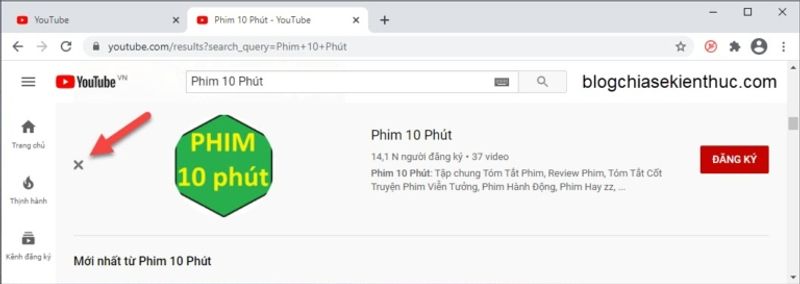 YouTube
Phim 10 Phút - YouTube
youtube.com/results?search_query=Phim+10+Phút
YouTube VN
Phim 10 Phút
blogchiasekienthuc.com
Trang chủ
Thịnh hành
Kênh đăng ký
PHIM
10 phút
Phim 10 Phút
14,1 N người đăng ký • 37 video
Phim 10 Phút: Tập chung Tóm Tắt Phim, Review Phim, Tóm Tắt Cốt
Truyện Phim Viễn Tưởng, Phim Hành Động, Phim Hay zz, ...
ĐĂNG KÝ
Mới nhất từ Phim 10 Phút